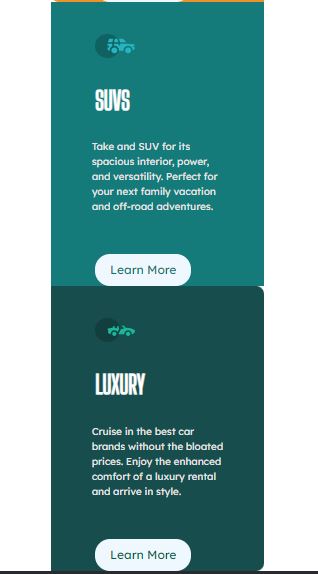 SUVS
Take and SUV for its
spacious interior, power,
and versatility. Perfect for
your next family vacation
and off-road adventures.
Learn More
LUXURY
Cruise in the best car
brands without the bloated
prices. Enjoy the enhanced
comfort of a luxury rental
and arrive in style.
Learn More